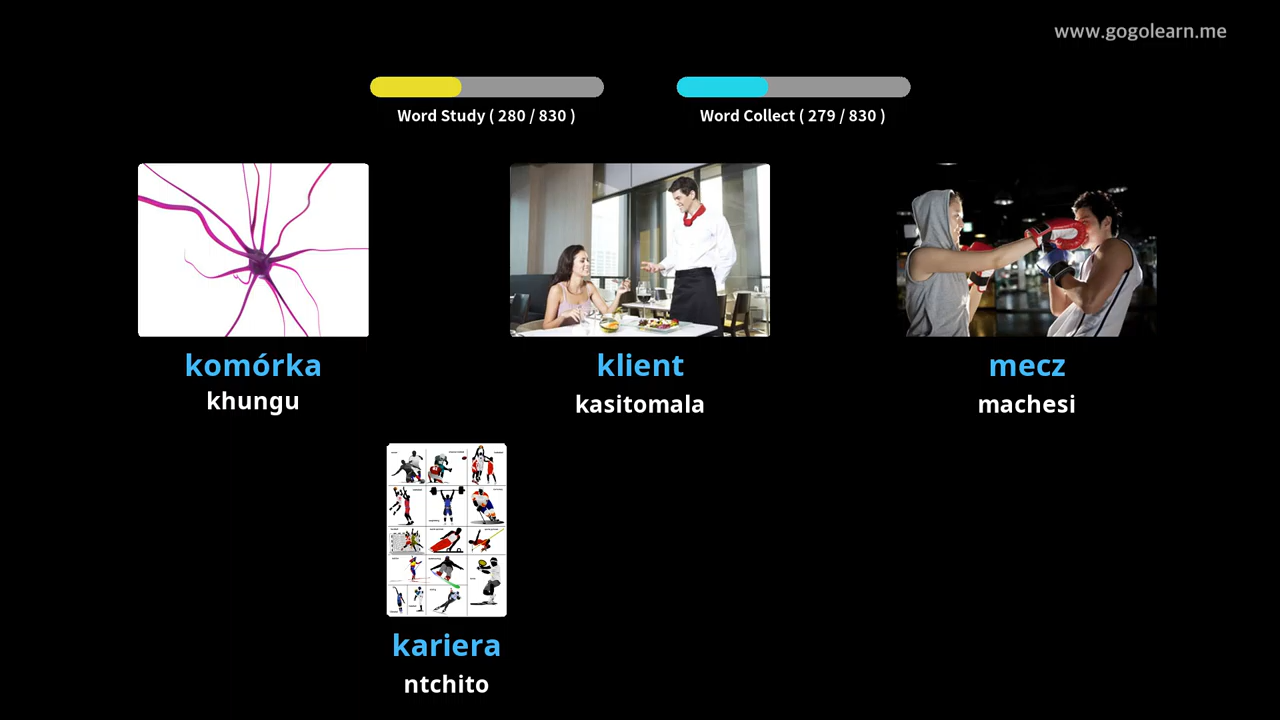 www.gogolearn.me
Word Study ( 280 / 830 )
Word Collect ( 279 / 830 )
komórka
khungu
klient
kasitomala
mecz
machesi
kariera
ntchito